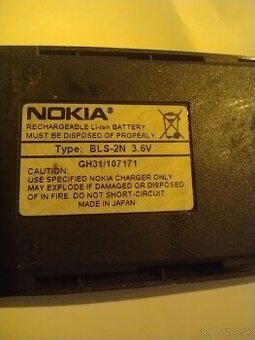 NOKIA®
RECHARGEABLE Li-Ion BATTERY
MUST BE DISPOSED OF PROPERLY.
Type: BLS-2N 3.6V
GH31/107171
CAUTION:
USE SPECIFIED NOKIA CHARGER ONLY
MAY EXPLODE IF DAMAGED OR DISPOSED OF
IN FIRE. DO NOT SHORT-CIRCUIT.
MADE IN JAPAN